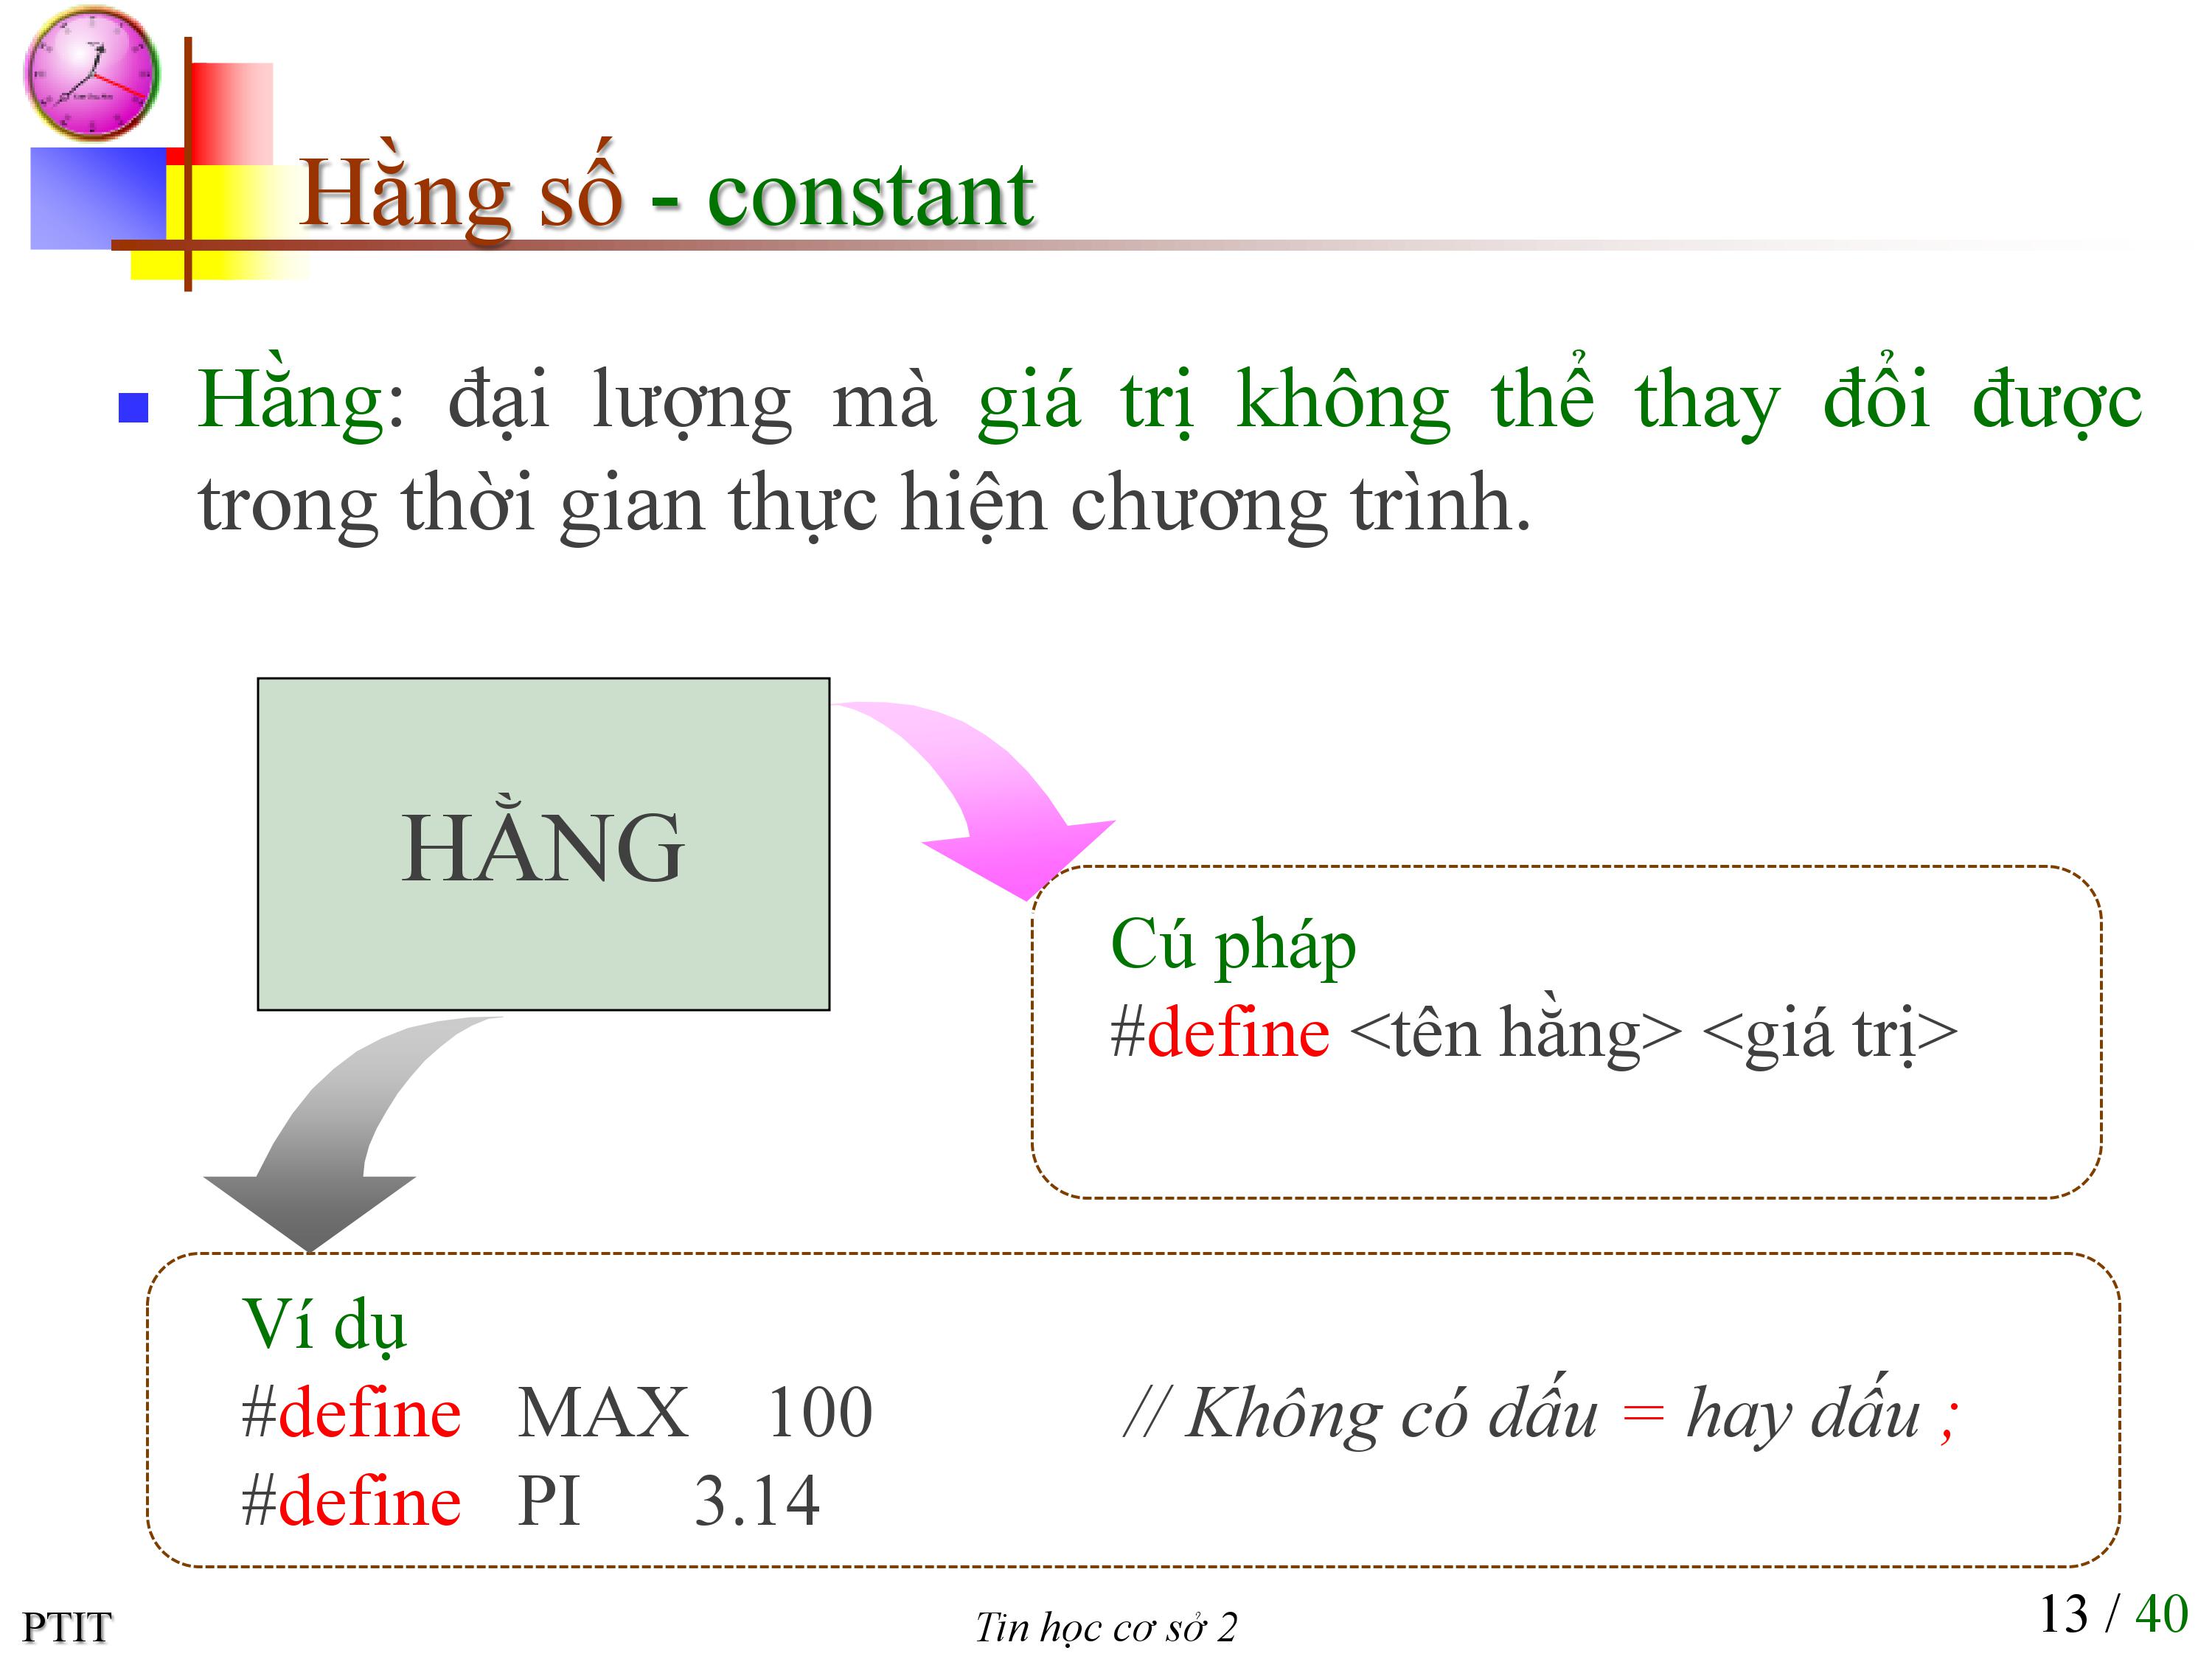 Hằng số - constant
Hằng: đại lượng mà giá trị không thể thay đổi được
trong thời gian thực hiện chương trình.
HẰNG
Cú pháp
#define <tên hằng> <giá trị>
Ví dụ
#define MAX 100 // Không có dấu = hay dấu ;
#define PI 3.14
PTIT
Tin học cơ sở 2
13 / 40